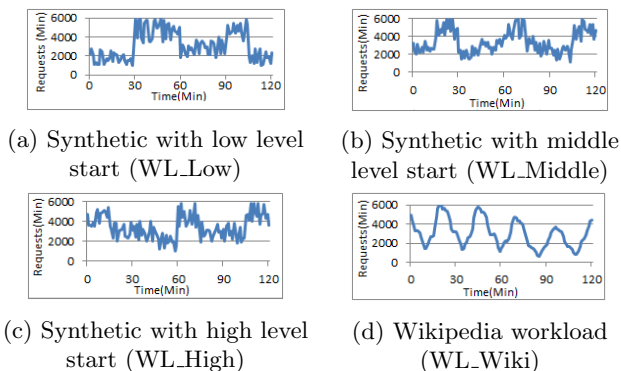 Requests (Min)
6000
4000
2000
0
0 30 60 90 120
Time(Min)
(a) Synthetic with low level
start (WL_Low)
Requests (Min)
6000
4000
2000
0
0 30 60 90 120
Time(Min)
(b) Synthetic with middle
level start (WL_Middle)
Requests(Min)
6000
4000
2000
0
0 30 60 90 120
Time(Min)
(c) Synthetic with high level
start (WL_High)
Requests(Min)
6000
4000
2000
0
0 30 60 90 120
Time(Min)
(d) Wikipedia workload
(WL_Wiki)